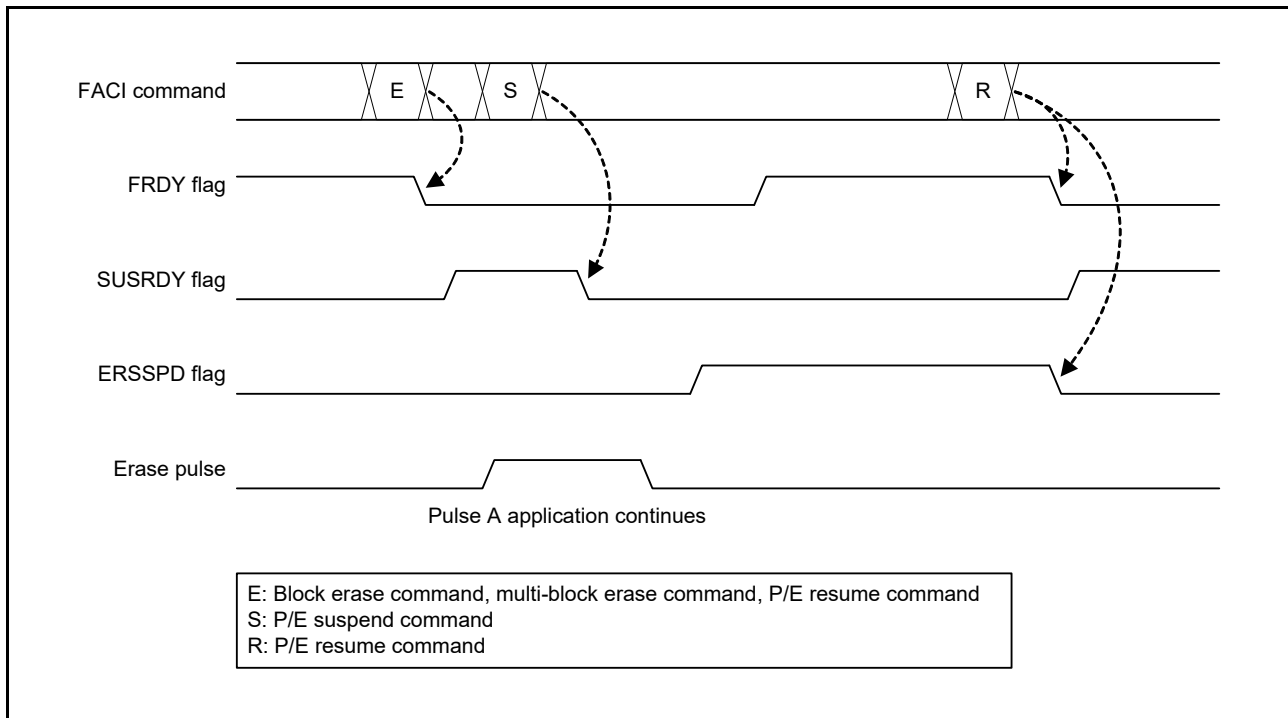 FACI command
E
S
R
FRDY flag
SUSRDY flag
ERSSPD flag
Erase pulse
Pulse A application continues
E: Block erase command, multi-block erase command, P/E resume command
S: P/E suspend command
R: P/E resume command